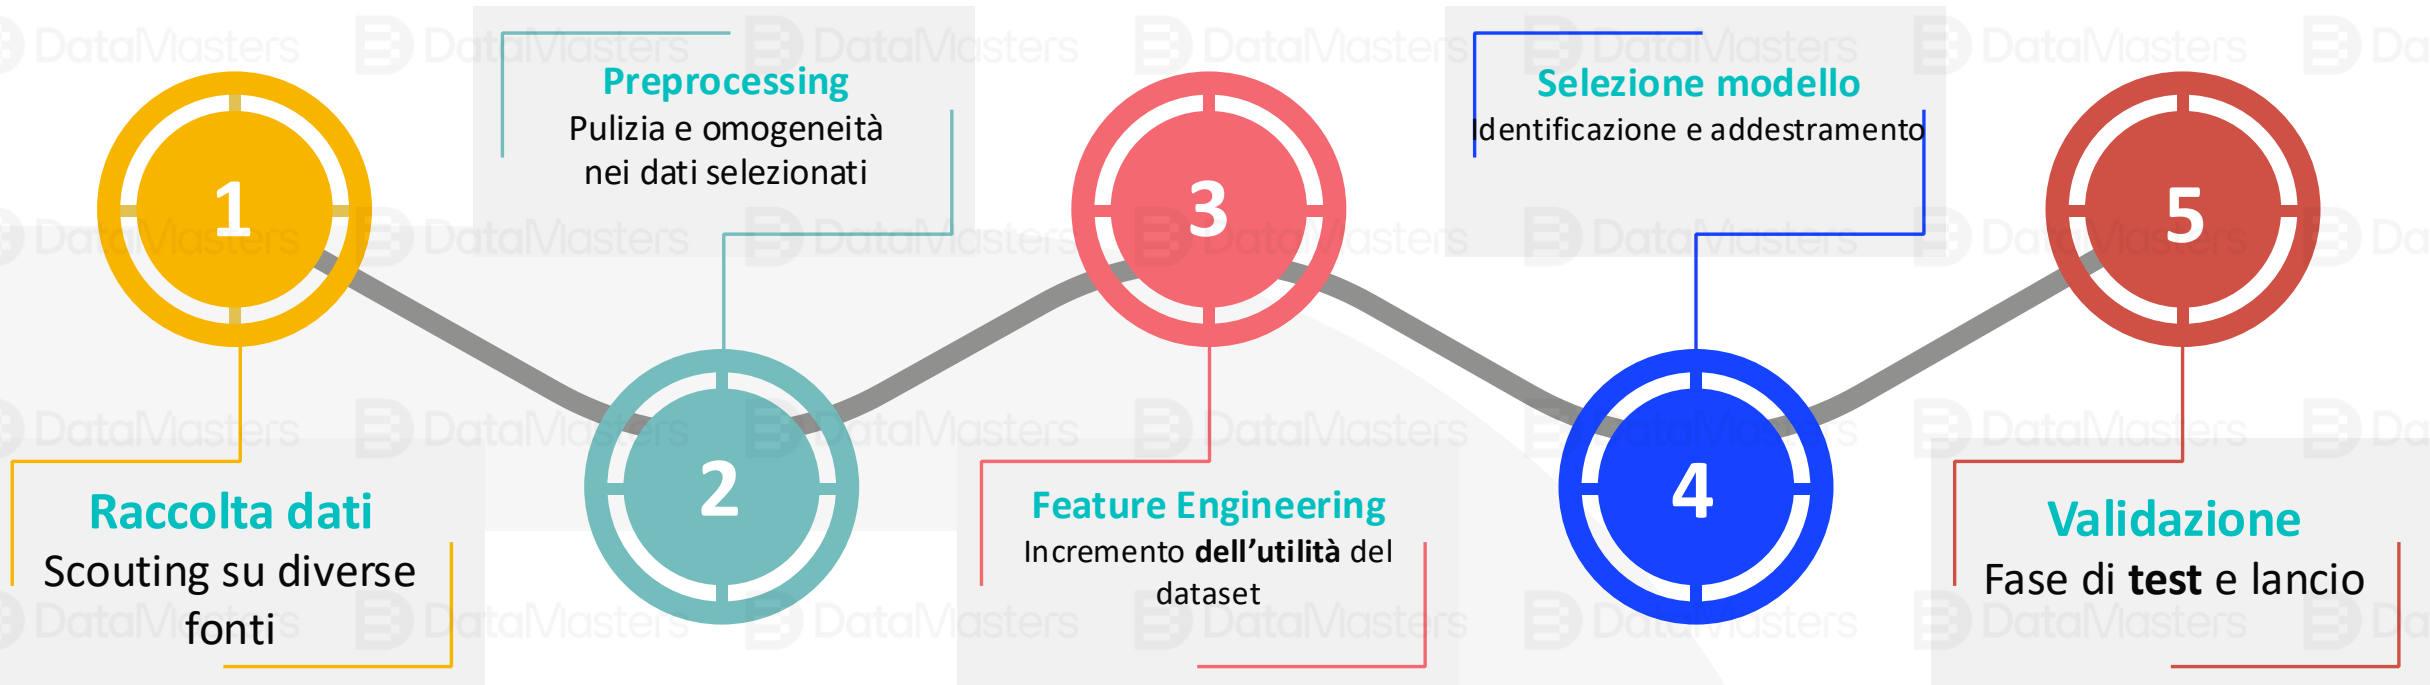 1
Raccolta dati
Scouting su diverse
fonti
Preprocessing
Pulizia e omogeneità
nei dati selezionati
2
3
Feature Engineering
Incremento dell’utilità del
dataset
Selezione modello
Identificazione e addestramento
4
5
Validazione
Fase di test e lancio
DataMasters